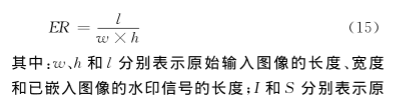 ER = l / (w × h) (15)
其中:w、h 和 l 分别表示原始输入图像的长度、宽度
和已嵌入图像的水印信号的长度;I 和 S 分别表示原